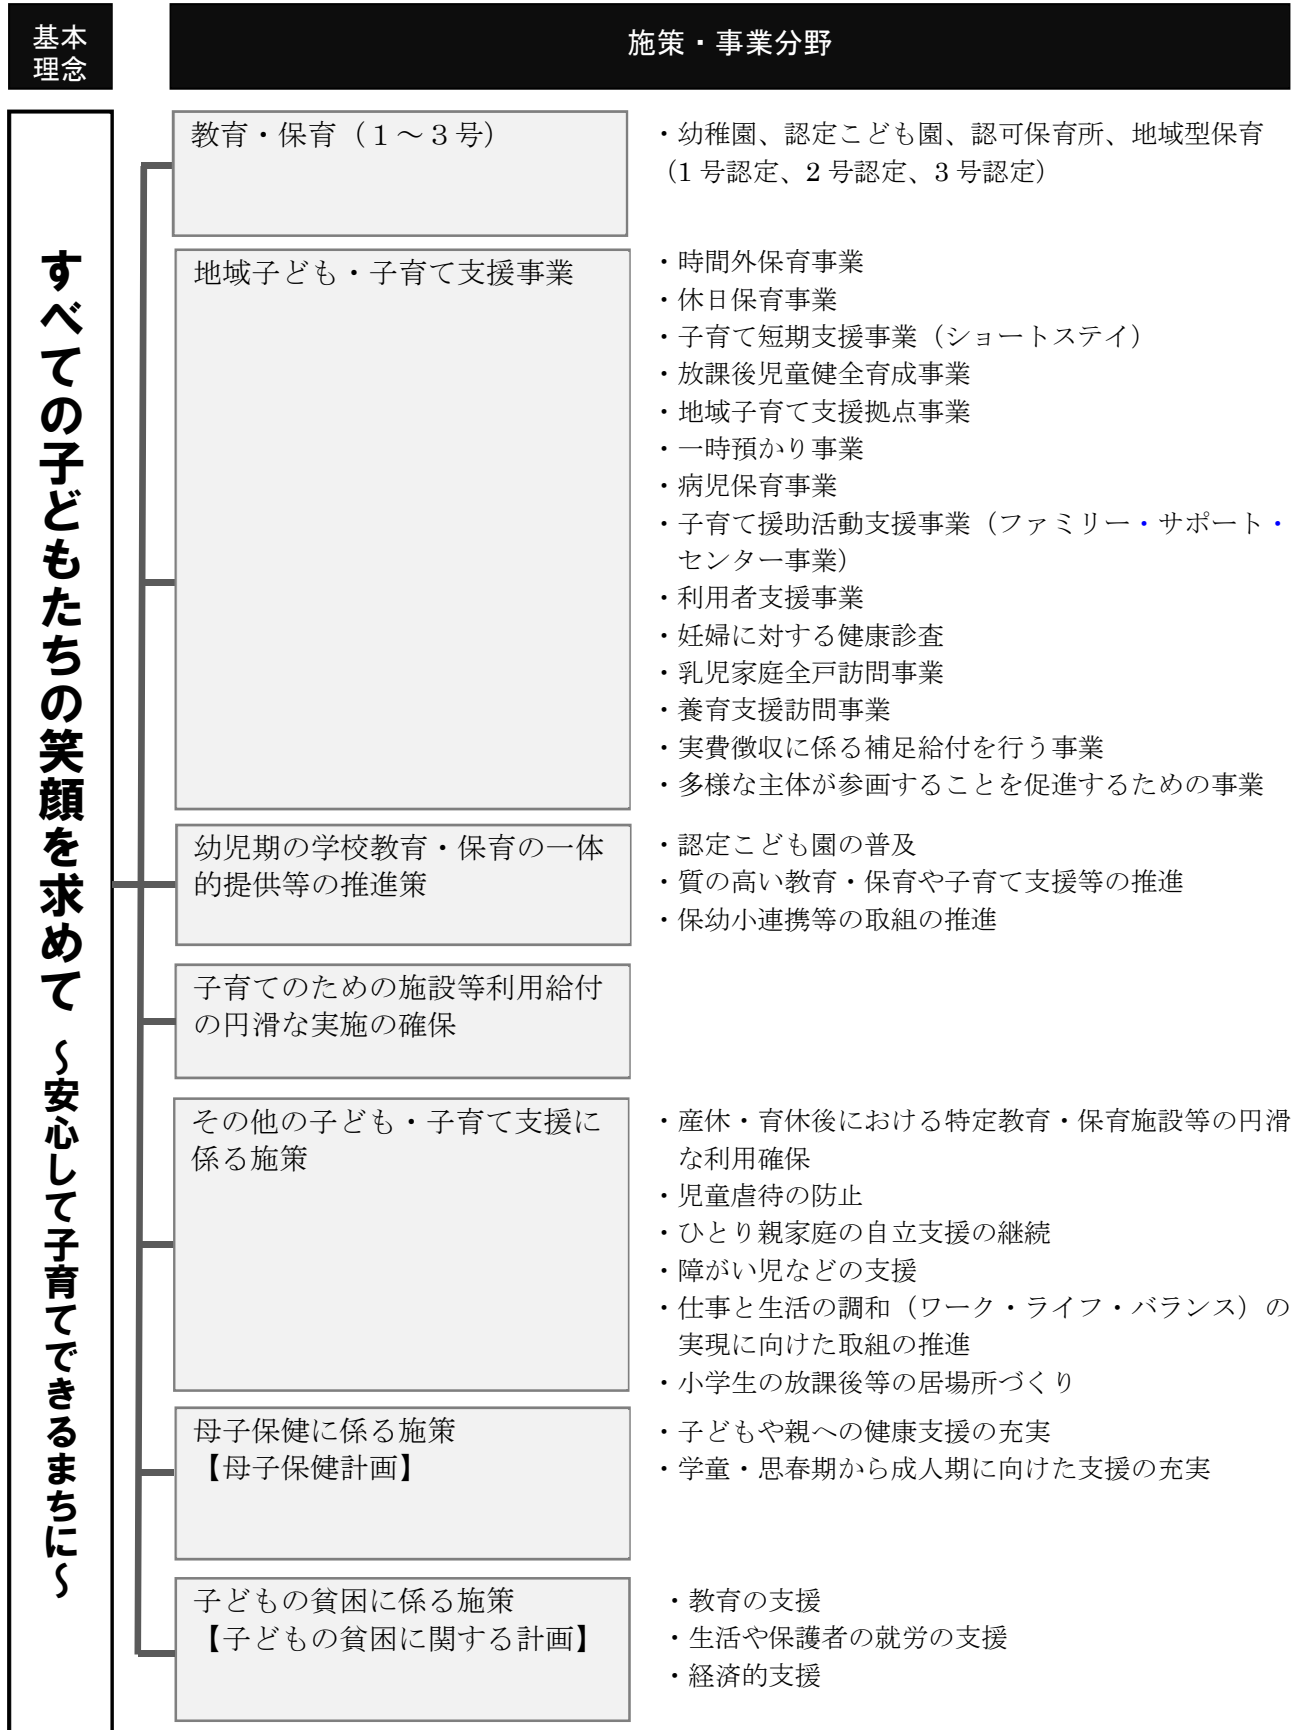 基本
理念
施策・事業分野
すべての子どもたちの笑顔を求めて ～安心して子育てできるまちに～
教育・保育（１～３号）
・幼稚園、認定こども園、認可保育所、地域型保育
（1 号認定、2 号認定、3 号認定）
地域子ども・子育て支援事業
・時間外保育事業
・休日保育事業
・子育て短期支援事業（ショートステイ）
・放課後児童健全育成事業
・地域子育て支援拠点事業
・一時預かり事業
・病児保育事業
・子育て援助活動支援事業（ファミリー・サポート・
センター事業）
・利用者支援事業
・妊婦に対する健康診査
・乳児家庭全戸訪問事業
・養育支援訪問事業
・実費徴収に係る補足給付を行う事業
・多様な主体が参画することを促進するための事業
幼児期の学校教育・保育の一体
的提供等の推進策
・認定こども園の普及
・質の高い教育・保育や子育て支援等の推進
・保幼小連携等の取組の推進
子育てのための施設等利用給付
の円滑な実施の確保
その他の子ども・子育て支援に
係る施策
・産休・育休後における特定教育・保育施設等の円滑
な利用確保
・児童虐待の防止
・ひとり親家庭の自立支援の継続
・障がい児などの支援
・仕事と生活の調和（ワーク・ライフ・バランス）の
実現に向けた取組の推進
・小学生の放課後等の居場所づくり
母子保健に係る施策
【母子保健計画】
・子どもや親への健康支援の充実
・学童・思春期から成人期に向けた支援の充実
子どもの貧困に係る施策
【子どもの貧困に関する計画】
・教育の支援
・生活や保護者の就労の支援
・経済的支援